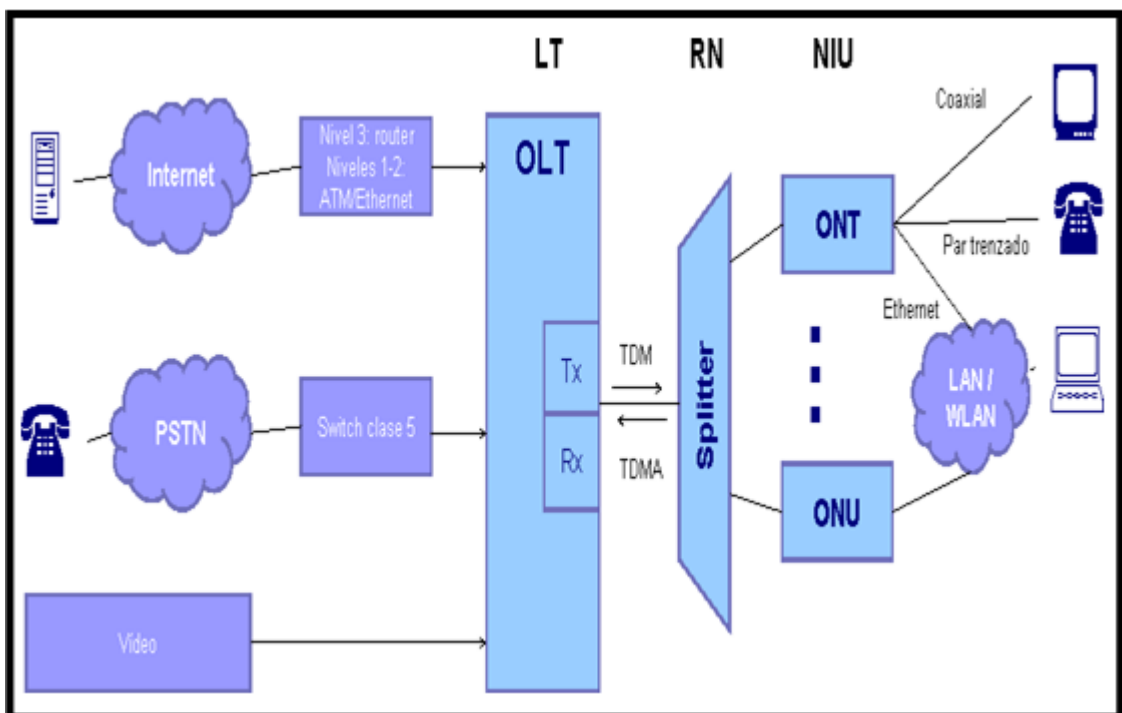 LT
RN
NIU
Internet
Nivel 3: router
Niveles 1-2:
ATM/Ethernet
OLT
Tx
Rx
TDM
TDMA
PSTN
Switch clase 5
Video
Splitter
ONT
ONU
Coaxial
Par trenzado
Ethernet
LAN /
WLAN